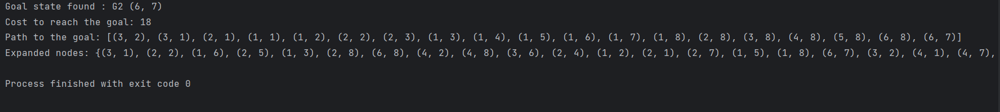 Goal state found : G2 (6, 7)
Cost to reach the goal: 18
Path to the goal: [(3, 2), (3, 1), (2, 1), (1, 1), (1, 2), (2, 2), (2, 3), (1, 3), (1, 4), (1, 5), (1, 6), (1, 7), (1, 8), (2, 8), (3, 8), (4, 8), (5, 8), (6, 8), (6, 7)]
Expanded nodes: {(3, 1), (2, 2), (1, 6), (2, 5), (1, 3), (2, 8), (6, 8), (4, 2), (4, 8), (3, 6), (2, 4), (1, 2), (2, 1), (2, 7), (1, 5), (1, 8), (6, 7), (3, 2), (4, 1), (4, 7),
Process finished with exit code 0